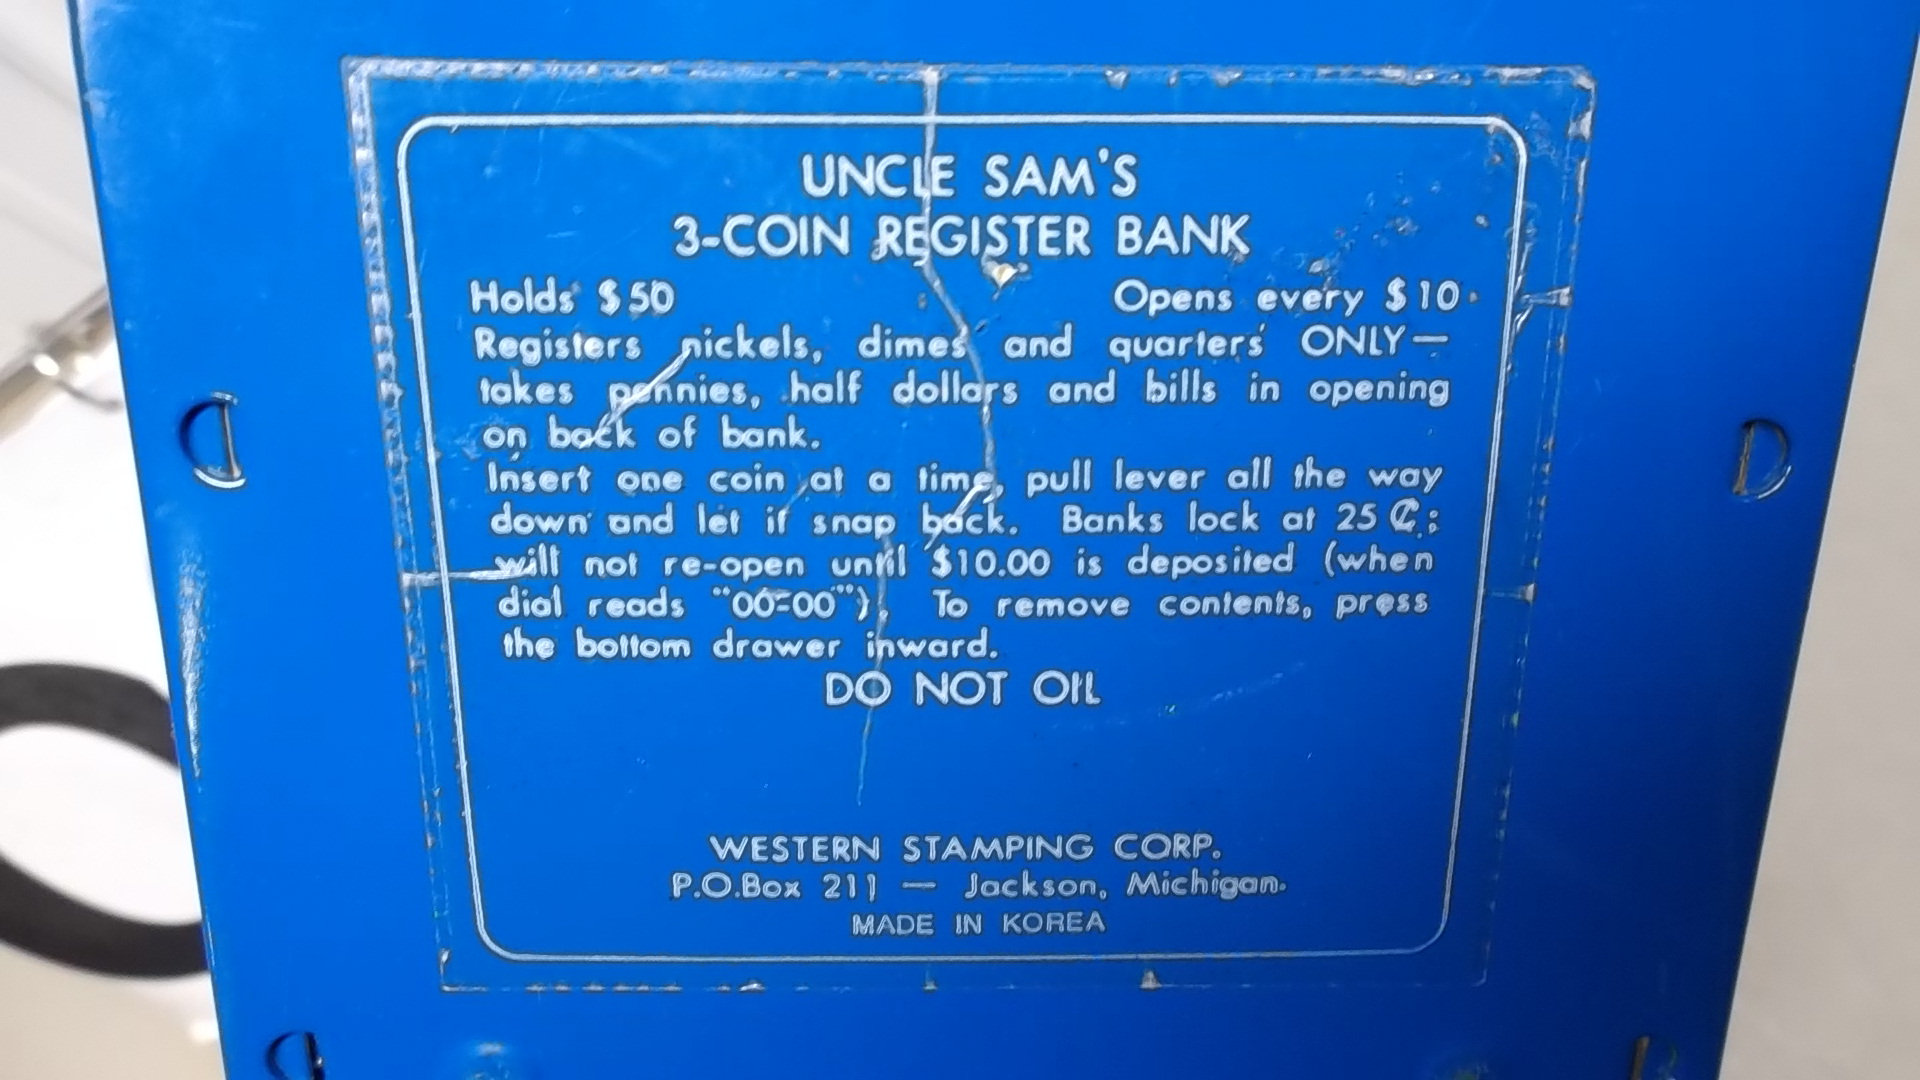 UNCLE SAM'S
3-COIN REGISTER BANK
Holds $50 Opens every $10.
Registers nickels, dimes and quarters ONLY—
takes pennies, half dollars and bills in opening
on back of bank.
Insert one coin at a time, pull lever all the way
down and let it snap back. Banks lock at 25¢;
will not re-open until $10.00 is deposited (when
dial reads "00=00"). To remove contents, press
the bottom drawer inward.
DO NOT OIL
WESTERN STAMPING CORP.
P.O.Box 211 — Jackson, Michigan.
MADE IN KOREA